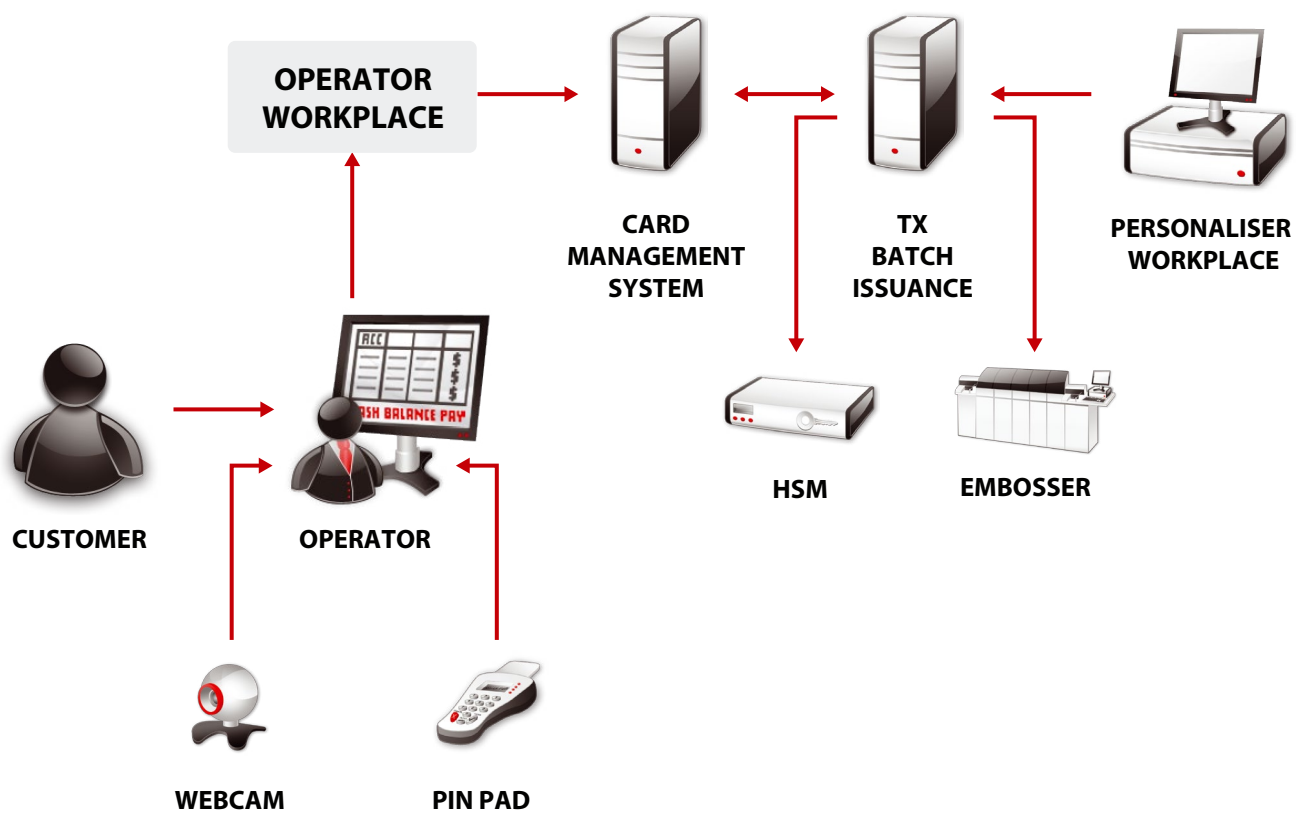 OPERATOR
WORKPLACE
CARD
MANAGEMENT
SYSTEM
TX
BATCH
ISSUANCE
PERSONALISER
WORKPLACE
ACC
ASH BALANCE PAY
CUSTOMER
OPERATOR
HSM
EMBOSSER
WEBCAM
PIN PAD